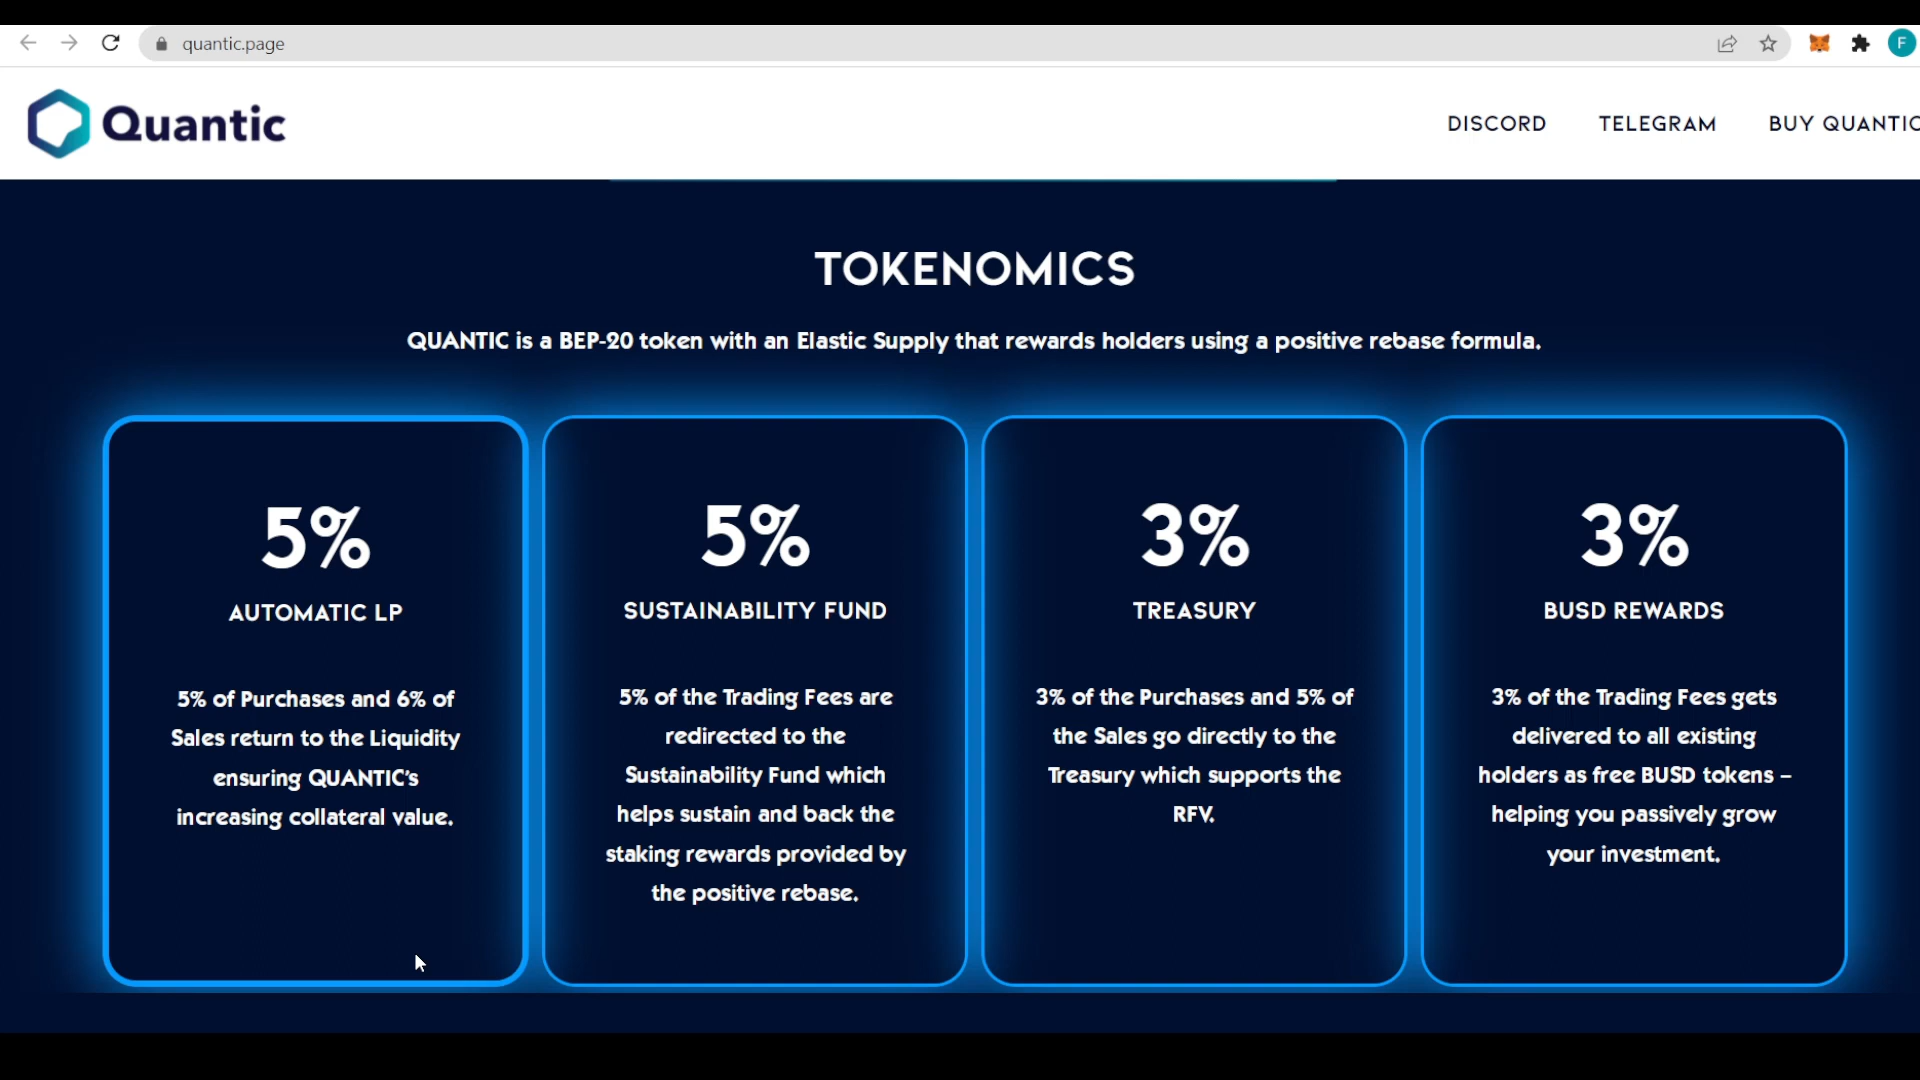 quantic.page
F
Quantic
DISCORD TELEGRAM BUY QUANTIC
TOKENOMICS
QUANTIC is a BEP-20 token with an Elastic Supply that rewards holders using a positive rebase formula.
5%
AUTOMATIC LP
5% of Purchases and 6% of
Sales return to the Liquidity
ensuring QUANTIC's
increasing collateral value.
5%
SUSTAINABILITY FUND
5% of the Trading Fees are
redirected to the
Sustainability Fund which
helps sustain and back the
staking rewards provided by
the positive rebase.
3%
TREASURY
3% of the Purchases and 5% of
the Sales go directly to the
Treasury which supports the
RFV.
3%
BUSD REWARDS
3% of the Trading Fees gets
delivered to all existing
holders as free BUSD tokens –
helping you passively grow
your investment.